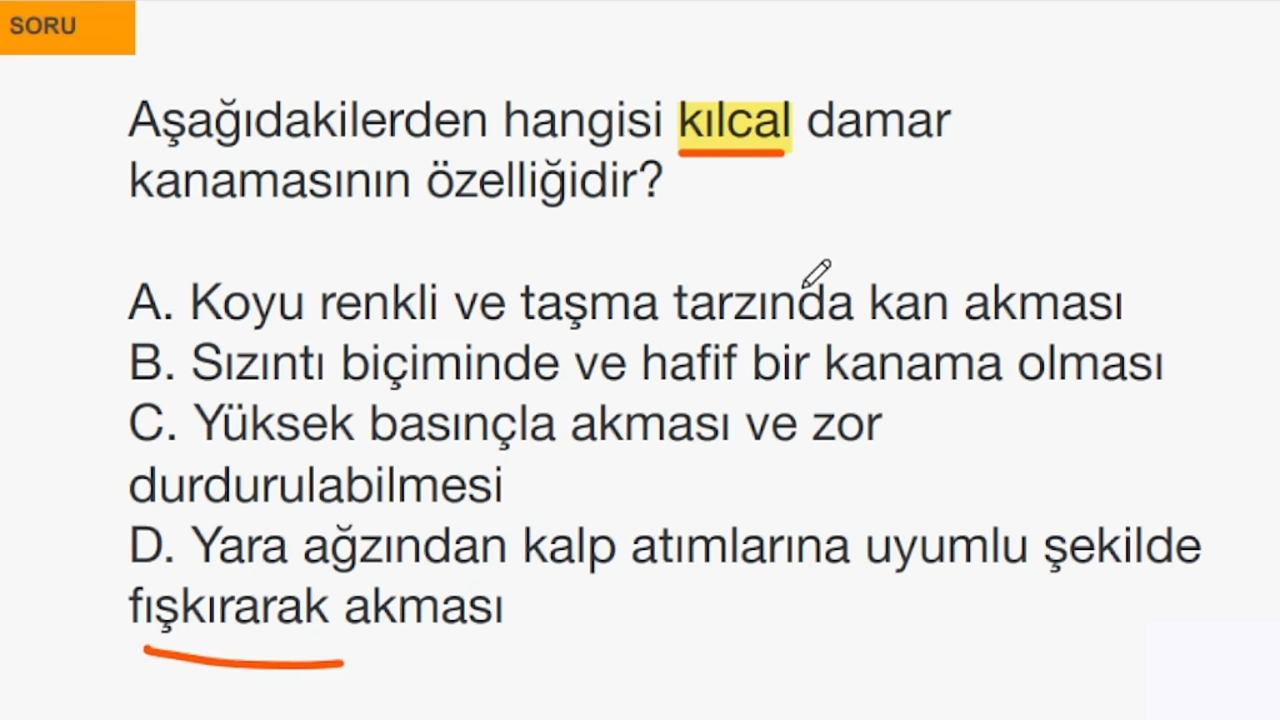 SORU
Aşağıdakilerden hangisi kılcal damar
kanamasının özelliğidir?
A. Koyu renkli ve taşma tarzında kan akması
B. Sızıntı biçiminde ve hafif bir kanama olması
C. Yüksek basınçla akması ve zor
durdurulabilmesi
D. Yara ağzından kalp atımlarına uyumlu şekilde
fışkırarak akması